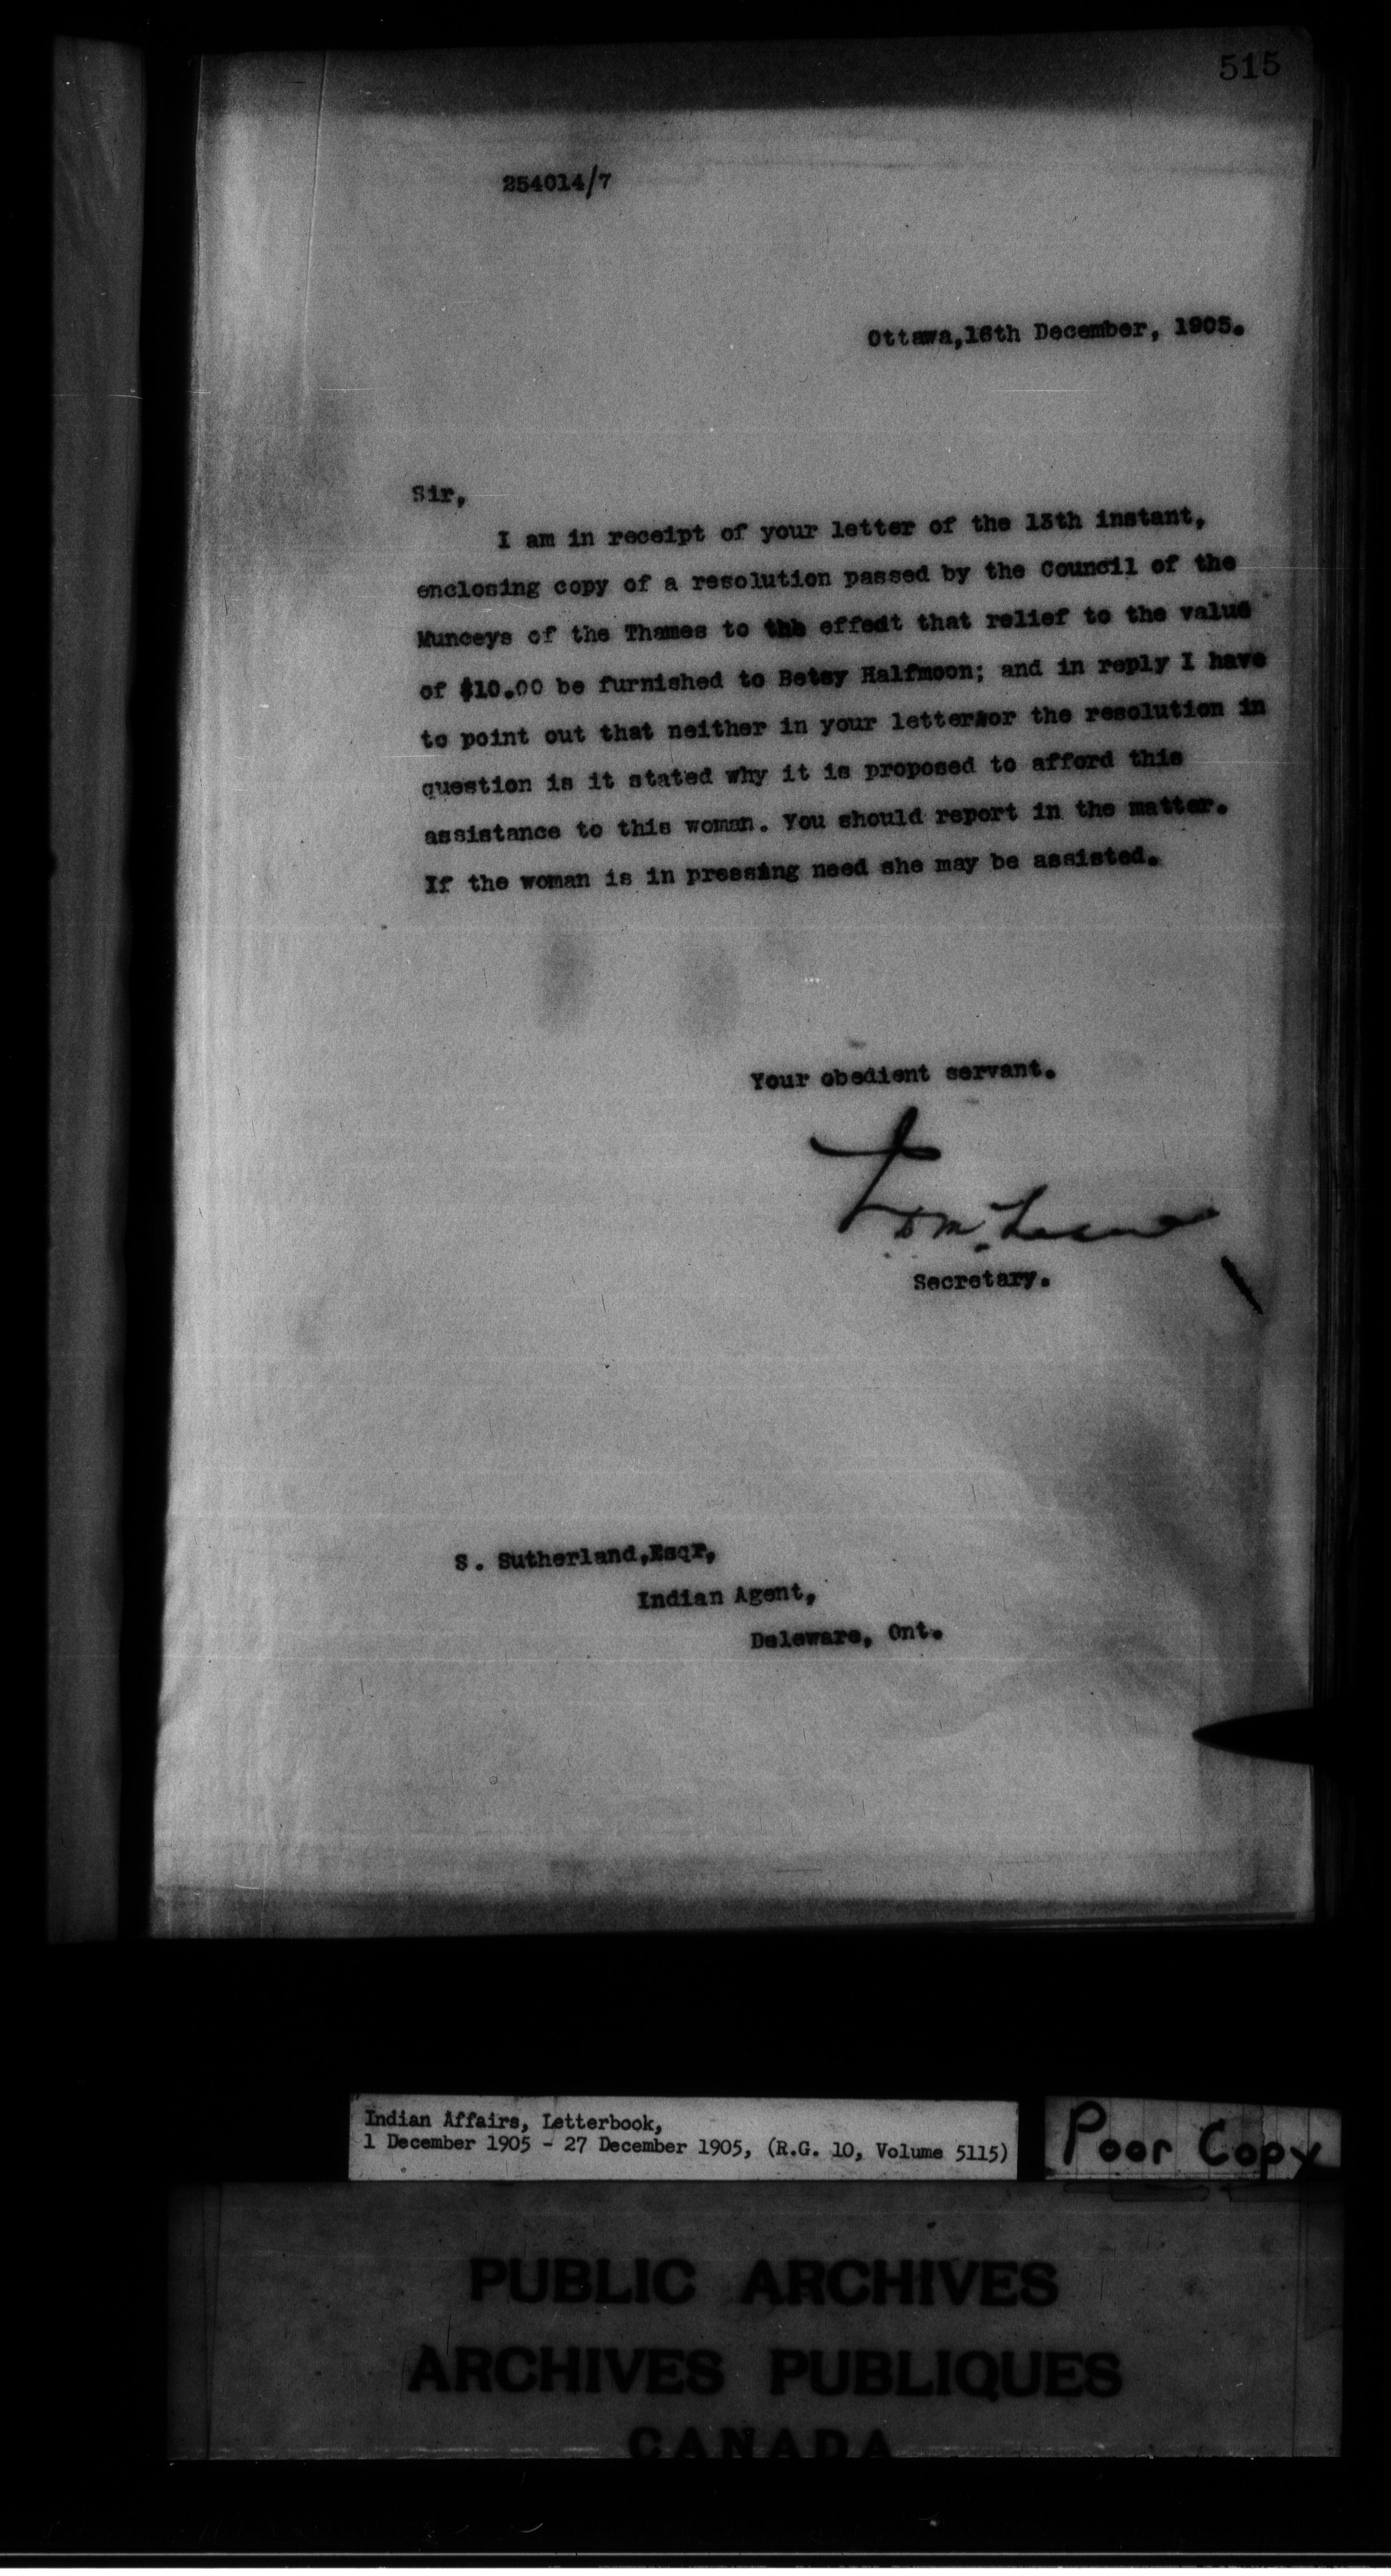 515
254014/7
Ottawa,16th December, 1905.
Sir,
I am in receipt of your letter of the 13th instant,
enclosing copy of a resolution passed by the Council of the
Munceys of the Thames to the effect that relief to the value
of $10.00 be furnished to Betsy Halfmoon; and in reply I have
to point out that neither in your letter nor the resolution in
question is it stated why it is proposed to afford this
assistance to this woman. You should report in the matter.
If the woman is in pressing need she may be assisted.
Your obedient servant.
Secretary.
S. Sutherland,Esqr,
Indian Agent,
Delaware, Ont.
Indian Affairs, Letterbook,
1 December 1905 - 27 December 1905, (R.G. 10, Volume 5115)
Poor Copy
PUBLIC ARCHIVES
ARCHIVES PUBLIQUES
CANADA